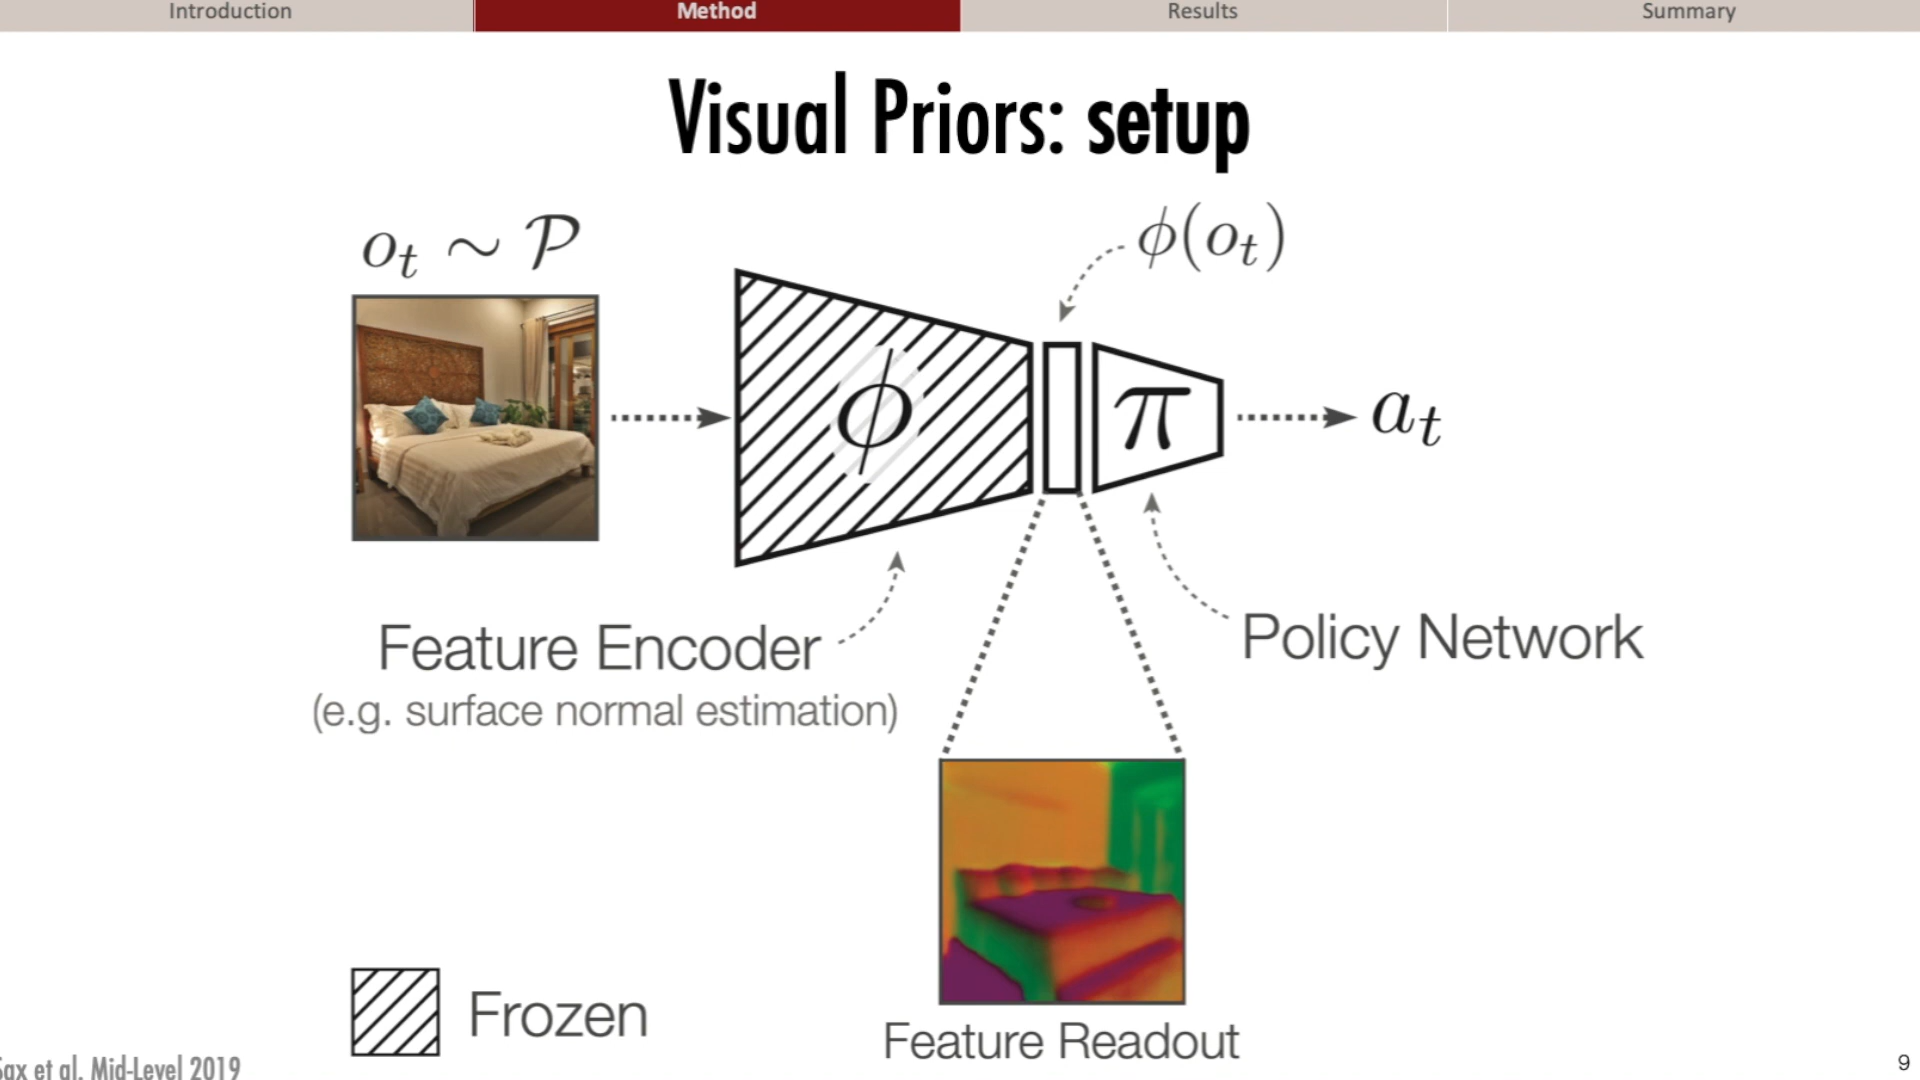 Introduction
Method
Results
Summary
Visual Priors: setup
o_t ∼ P
ϕ(o_t)
ϕ
π
a_t
Feature Encoder
(e.g. surface normal estimation)
Policy Network
Frozen
Feature Readout
Sax et al. Mid-Level 2019
9